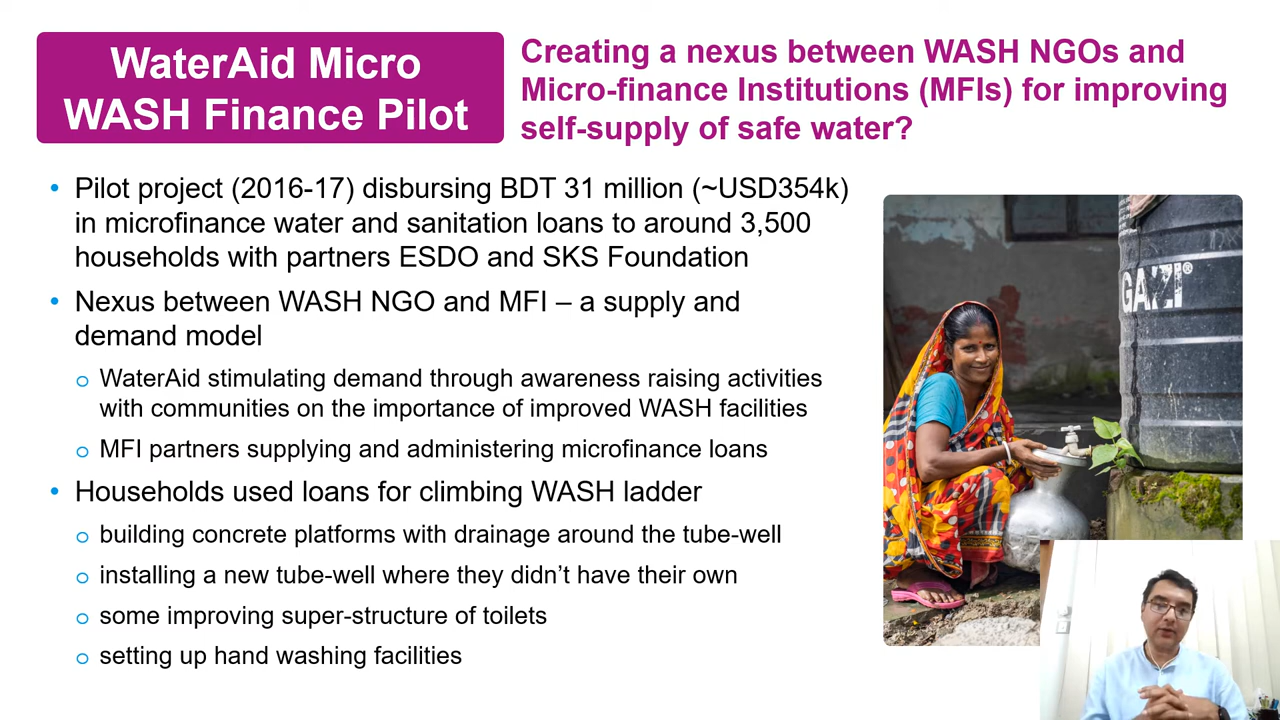 WaterAid Micro
WASH Finance Pilot
Creating a nexus between WASH NGOs and
Micro-finance Institutions (MFIs) for improving
self-supply of safe water?
• Pilot project (2016-17) disbursing BDT 31 million (~USD354k)
in microfinance water and sanitation loans to around 3,500
households with partners ESDO and SKS Foundation
• Nexus between WASH NGO and MFI – a supply and
demand model
o WaterAid stimulating demand through awareness raising activities
with communities on the importance of improved WASH facilities
o MFI partners supplying and administering microfinance loans
• Households used loans for climbing WASH ladder
o building concrete platforms with drainage around the tube-well
o installing a new tube-well where they didn’t have their own
o some improving super-structure of toilets
o setting up hand washing facilities
GAZI®